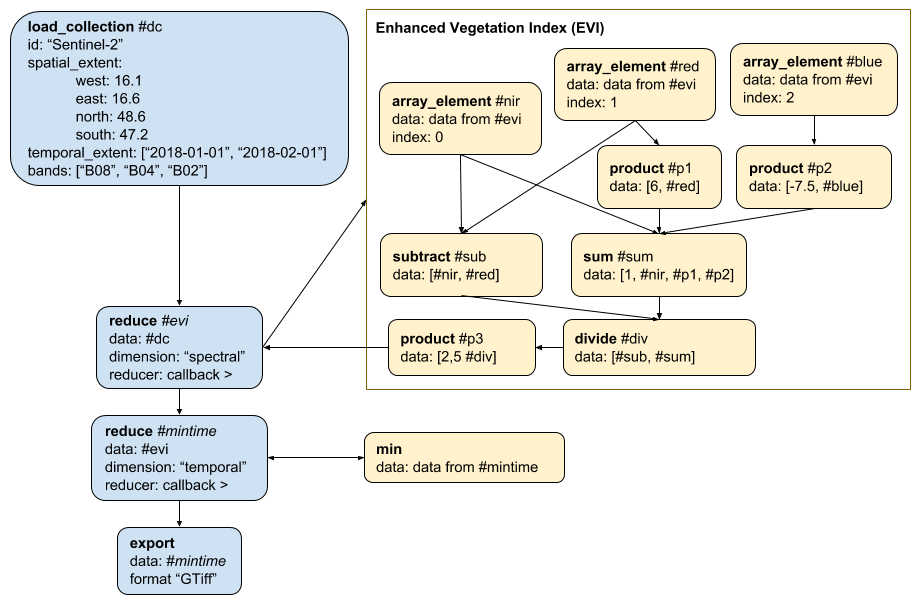 load_collection #dc
id: “Sentinel-2”
spatial_extent:
west: 16.1
east: 16.6
north: 48.6
south: 47.2
temporal_extent: [“2018-01-01”, “2018-02-01”]
bands: [“B08”, “B04”, “B02”]
Enhanced Vegetation Index (EVI)
array_element #nir
data: data from #evi
index: 0
array_element #red
data: data from #evi
index: 1
array_element #blue
data: data from #evi
index: 2
product #p1
data: [6, #red]
product #p2
data: [-7.5, #blue]
subtract #sub
data: [#nir, #red]
sum #sum
data: [1, #nir, #p1, #p2]
reduce #evi
data: #dc
dimension: “spectral”
reducer: callback >
product #p3
data: [2,5 #div]
divide #div
data: [#sub, #sum]
reduce #mintime
data: #evi
dimension: “temporal”
reducer: callback >
min
data: data from #mintime
export
data: #mintime
format “GTiff”